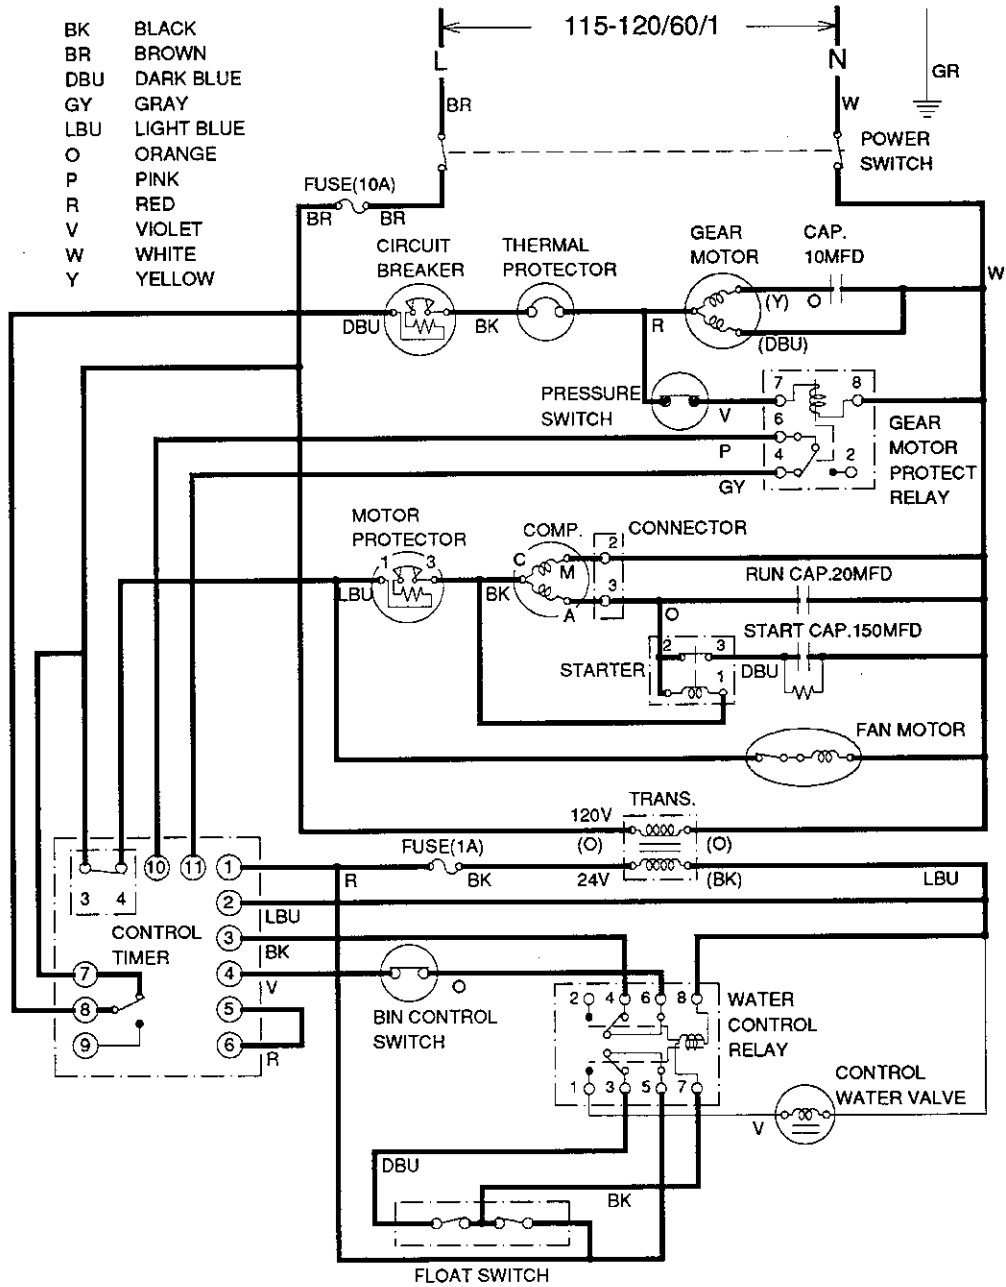 BK BLACK
BR BROWN
DBU DARK BLUE
GY GRAY
LBU LIGHT BLUE
O ORANGE
P PINK
R RED
V VIOLET
W WHITE
Y YELLOW
115-120/60/1
L
N
GR
BR
W
POWER
SWITCH
FUSE(10A)
BR BR
CIRCUIT
BREAKER
THERMAL
PROTECTOR
GEAR
MOTOR
CAP.
10MFD
W
(Y) O
DBU
BK
R
(DBU)
PRESSURE
SWITCH
V
7 8
6
4 2
P
GY
GEAR
MOTOR
PROTECT
RELAY
MOTOR
PROTECTOR
1 3
LBU
BK
COMP.
C
M
A
2
3
CONNECTOR
RUN CAP.20MFD
O
START CAP.150MFD
STARTER
2 3
1
DBU
FAN MOTOR
TRANS.
120V
(O) (O)
FUSE(1A)
R
BK
24V
(BK)
LBU
3 4
10 11 1
2
LBU
CONTROL
TIMER
3
BK
4
V
5
6
R
7
8
9
BIN CONTROL
SWITCH
O
2 4 6 8
1 3 5 7
WATER
CONTROL
RELAY
CONTROL
WATER VALVE
V
DBU
BK
FLOAT SWITCH